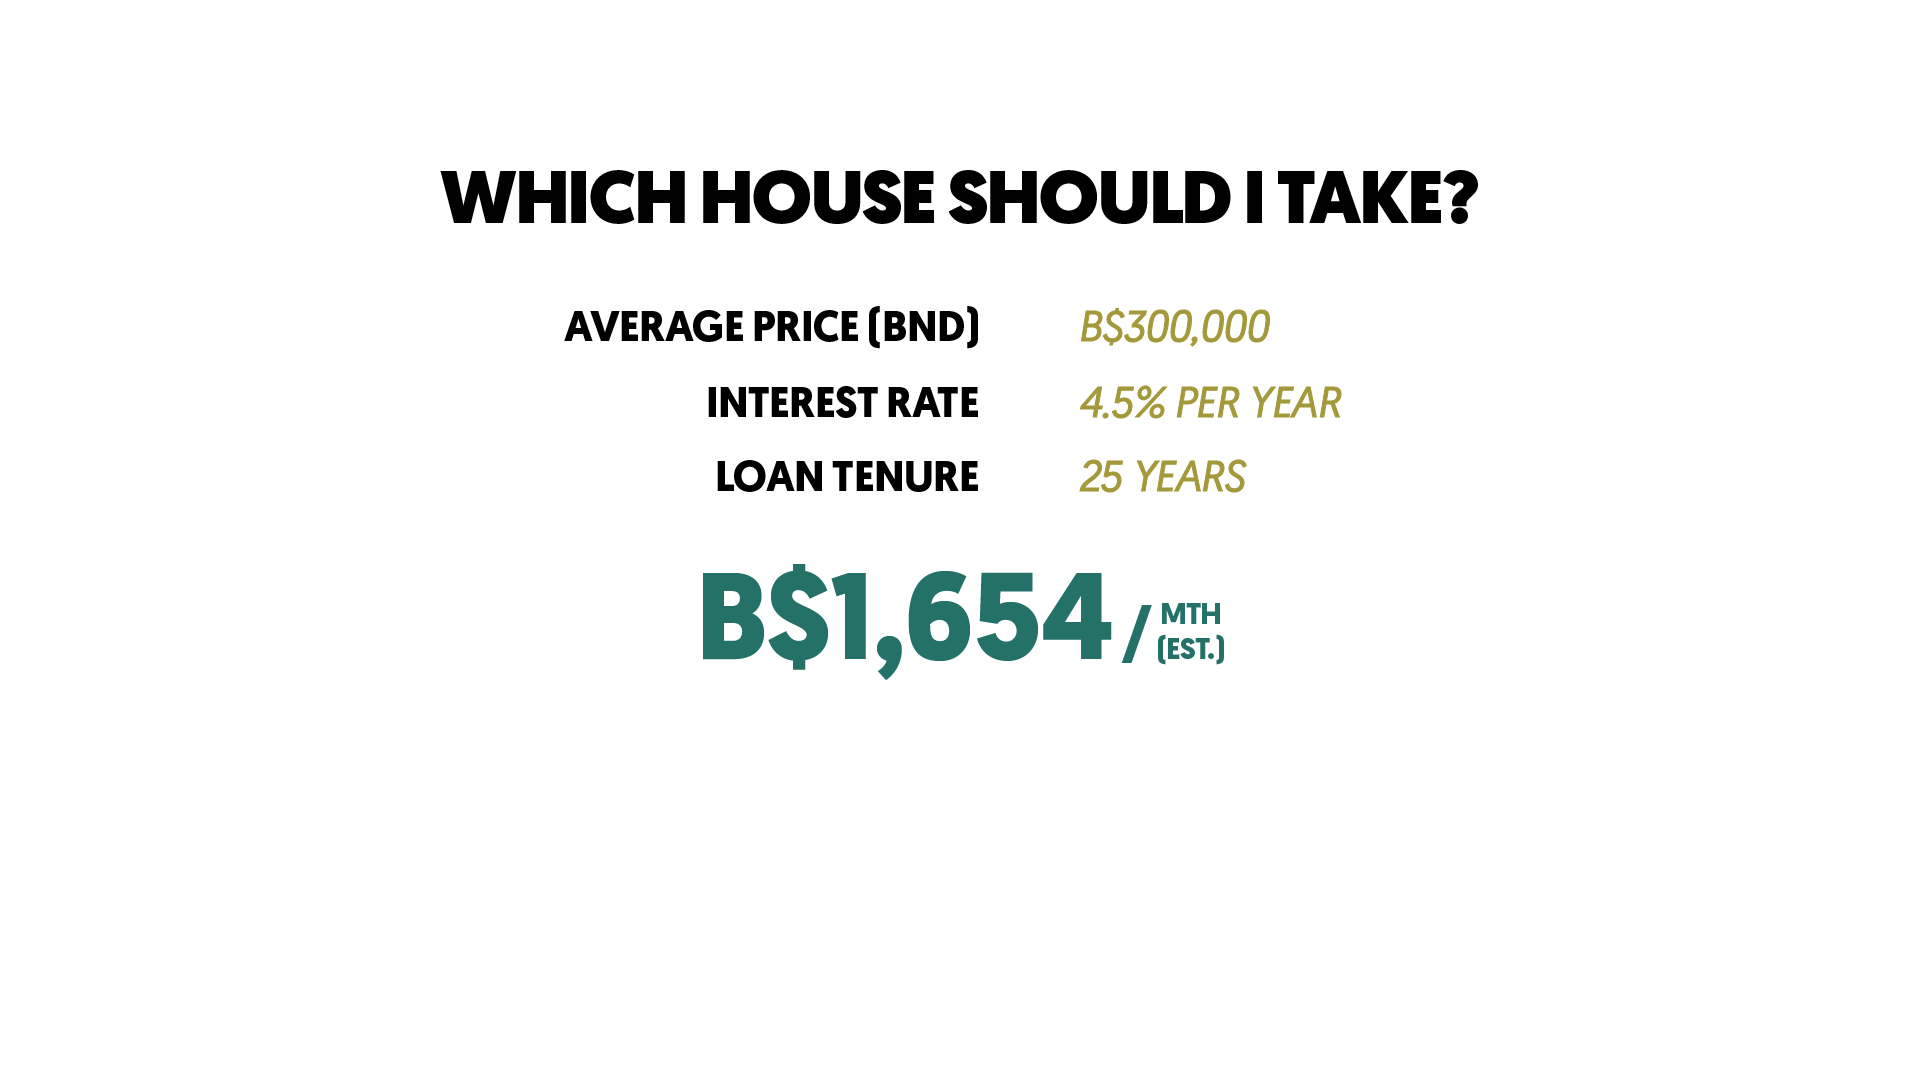 WHICH HOUSE SHOULD I TAKE?
AVERAGE PRICE (BND) B$300,000
INTEREST RATE 4.5% PER YEAR
LOAN TENURE 25 YEARS
B$1,654 / MTH (EST.)